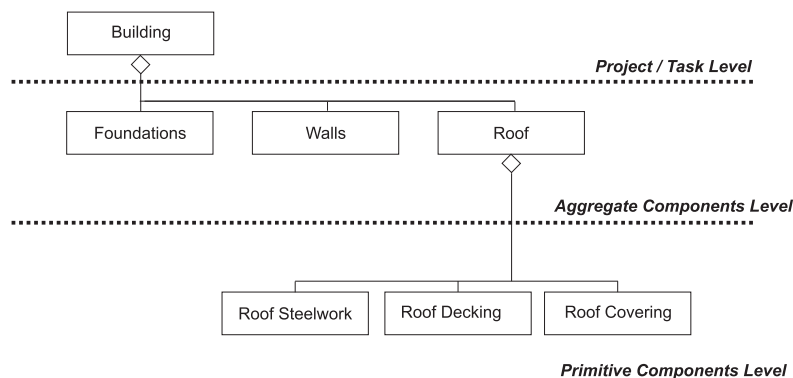 Building
Project / Task Level
Foundations
Walls
Roof
Aggregate Components Level
Roof Steelwork
Roof Decking
Roof Covering
Primitive Components Level